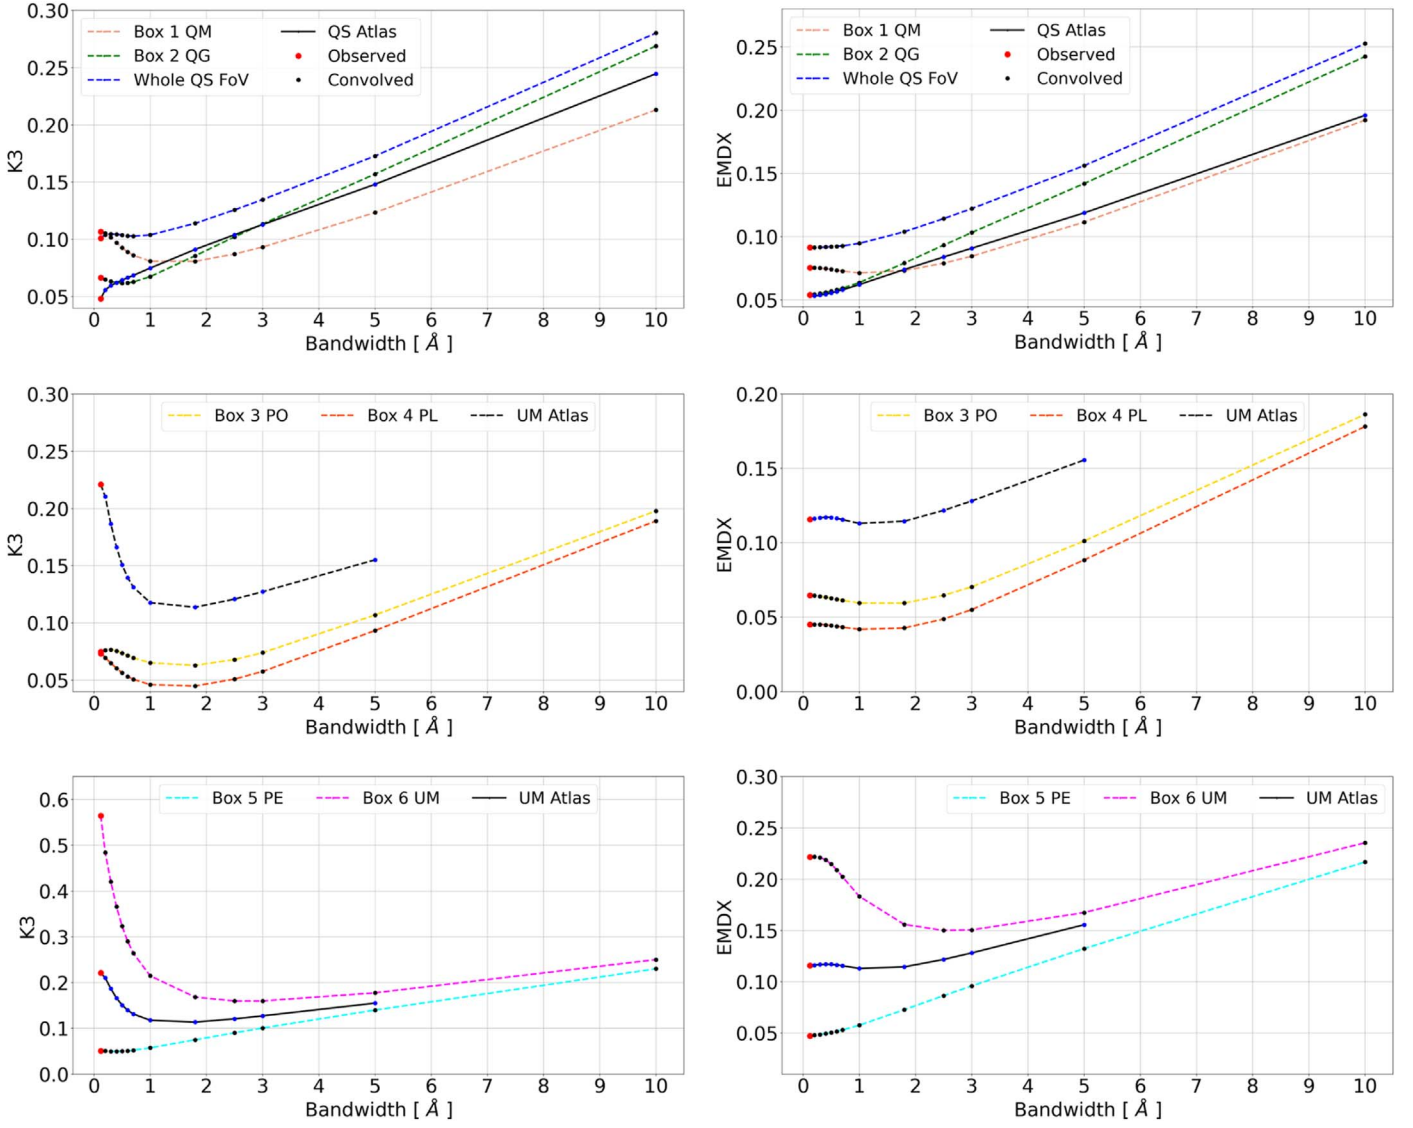 0.30
0.25
0.20
0.15
0.10
0.05
K3
Box 1 QM
Box 2 QG
Whole QS FoV
QS Atlas
Observed
Convolved
0 1 2 3 4 5 6 7 8 9 10
Bandwidth [ Å ]
0.25
0.20
0.15
0.10
0.05
EMDX
Box 1 QM
Box 2 QG
Whole QS FoV
QS Atlas
Observed
Convolved
0 1 2 3 4 5 6 7 8 9 10
Bandwidth [ Å ]
0.30
0.25
0.20
0.15
0.10
0.05
K3
Box 3 PO Box 4 PL UM Atlas
0 1 2 3 4 5 6 7 8 9 10
Bandwidth [ Å ]
0.20
0.15
0.10
0.05
0.00
EMDX
Box 3 PO Box 4 PL UM Atlas
0 1 2 3 4 5 6 7 8 9 10
Bandwidth [ Å ]
0.6
0.5
0.4
0.3
0.2
0.1
0.0
K3
Box 5 PE Box 6 UM UM Atlas
0 1 2 3 4 5 6 7 8 9 10
Bandwidth [ Å ]
0.30
0.25
0.20
0.15
0.10
0.05
EMDX
Box 5 PE Box 6 UM UM Atlas
0 1 2 3 4 5 6 7 8 9 10
Bandwidth [ Å ]